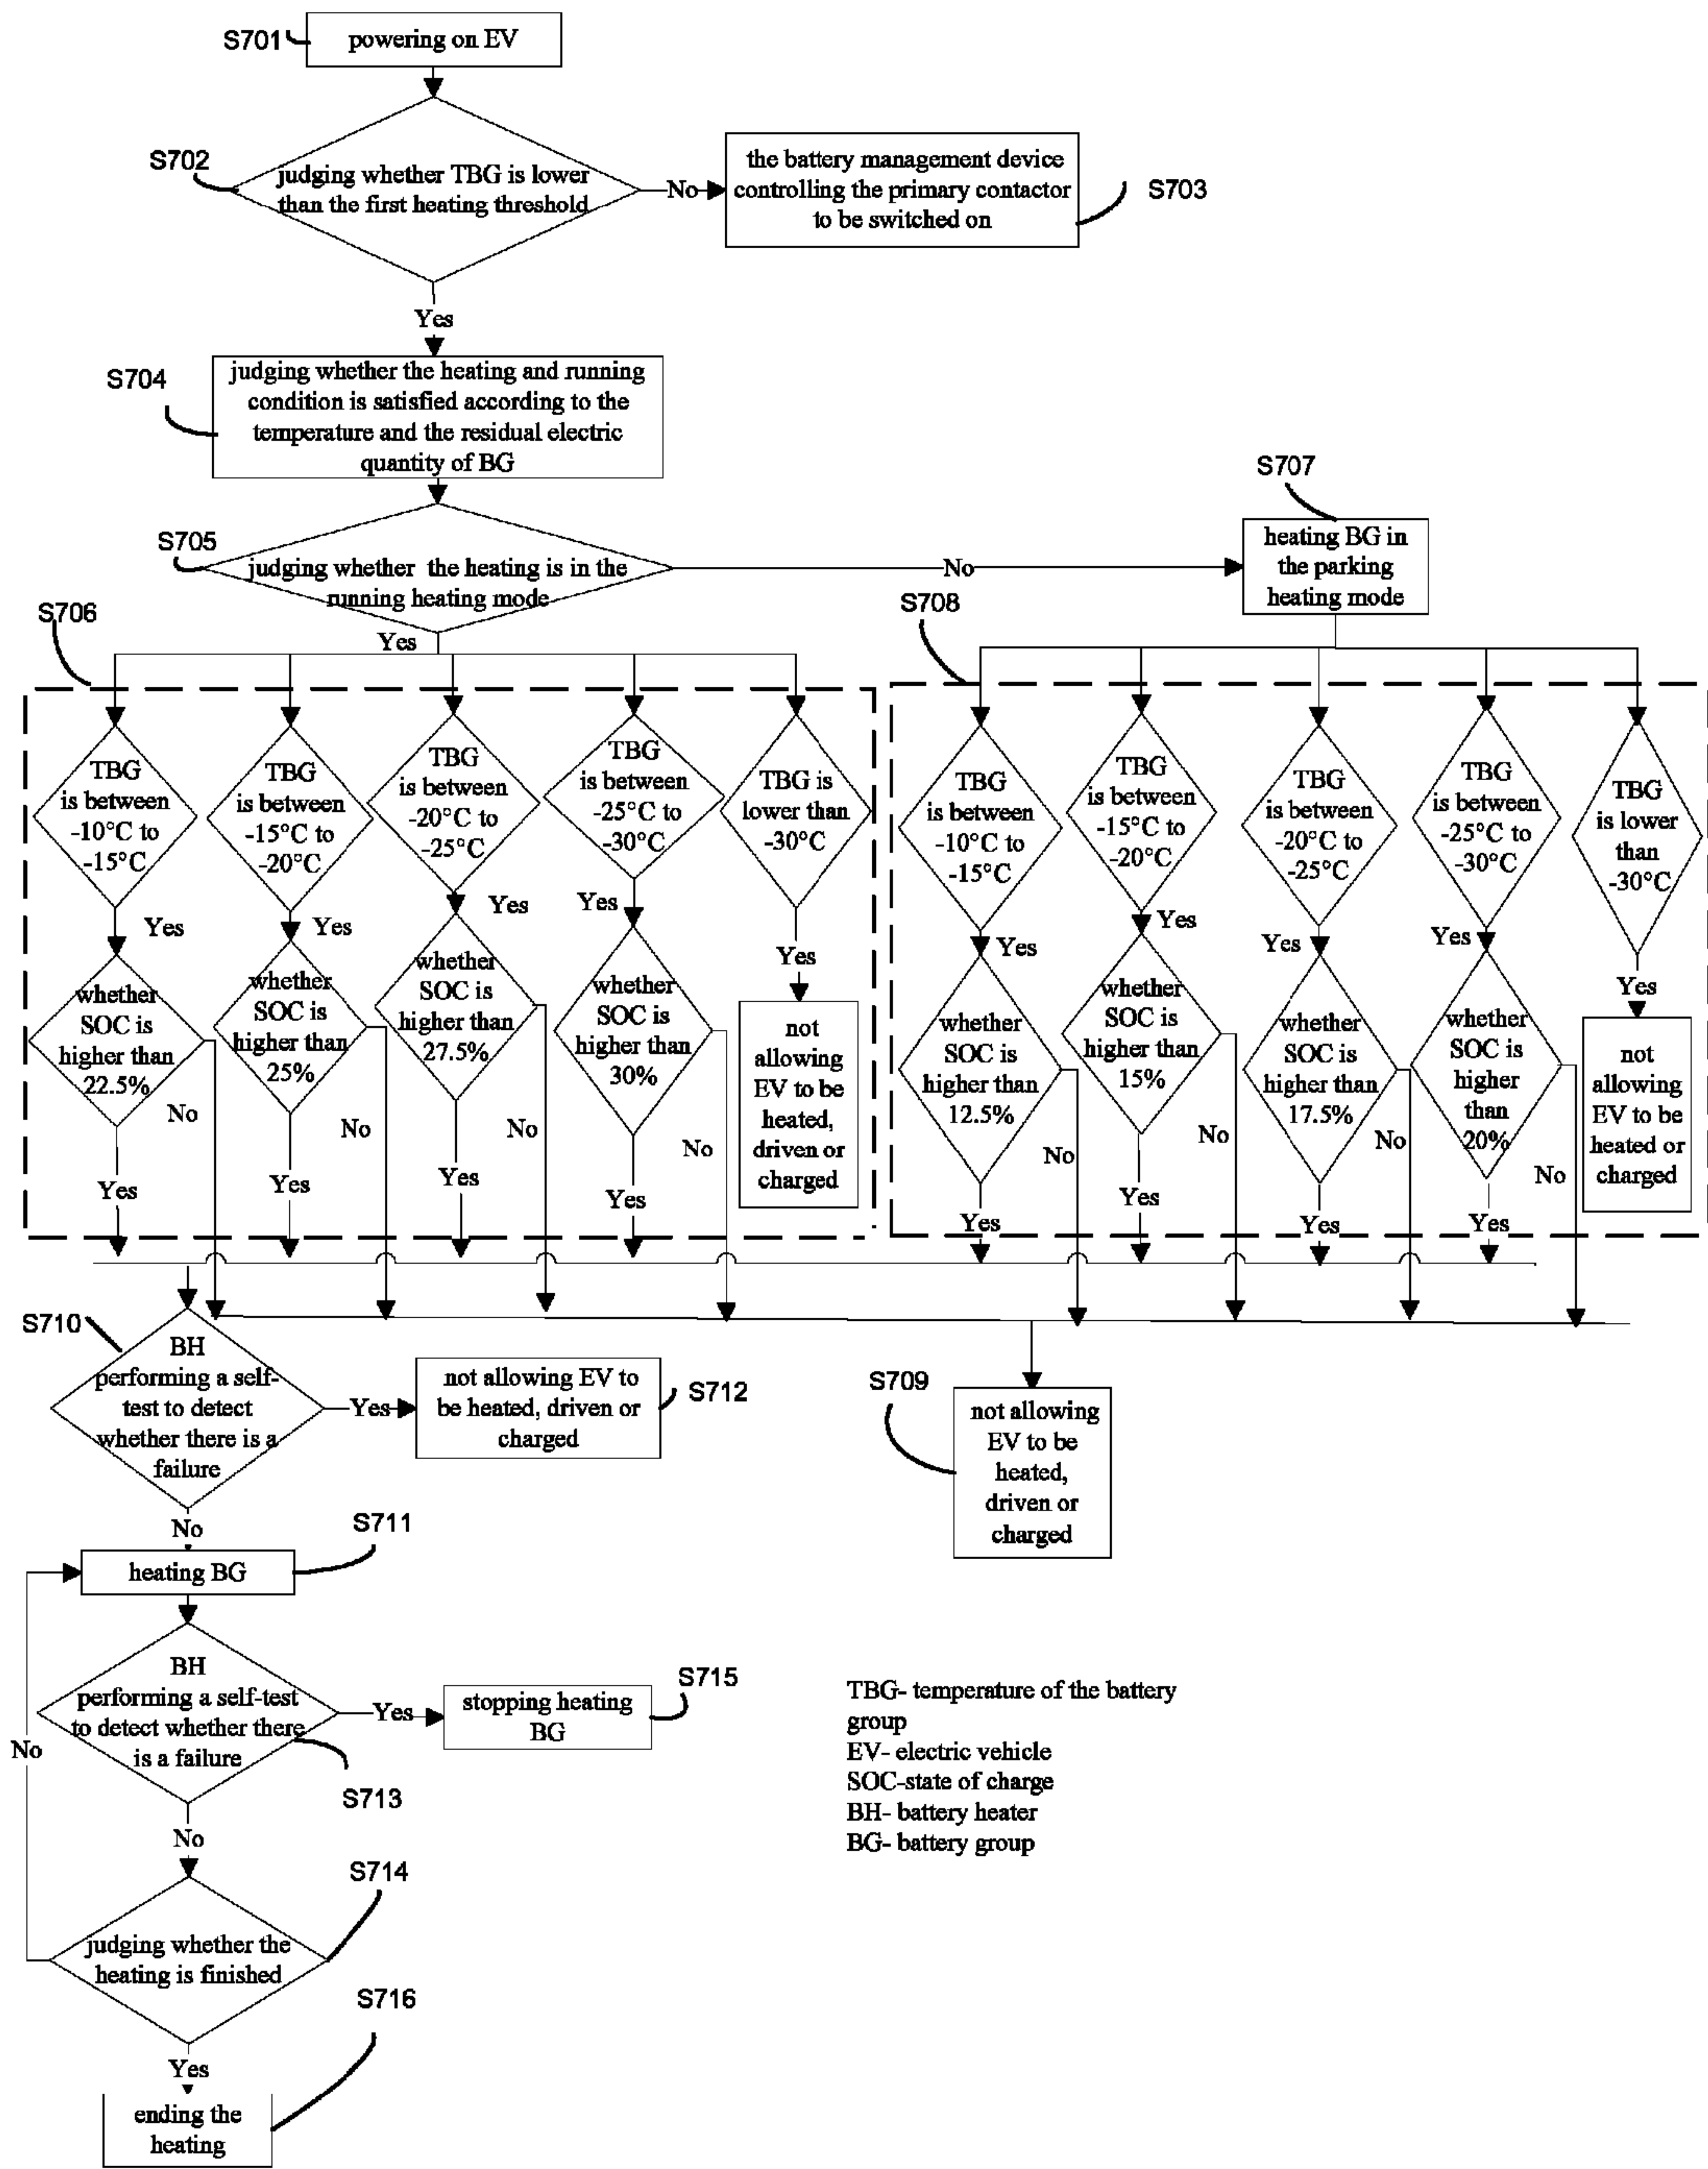 S701
powering on EV
S702
judging whether TBG is lower
than the first heating threshold
No
the battery management device
controlling the primary contactor
to be switched on
S703
Yes
S704
judging whether the heating and running
condition is satisfied according to the
temperature and the residual electric
quantity of BG
S705
judging whether the heating is in the
running heating mode
No
S707
heating BG in
the parking
heating mode
Yes
S706
TBG
is between
-10°C to
-15°C
Yes
whether
SOC is
higher than
22.5%
No
Yes
TBG
is between
-15°C to
-20°C
Yes
whether
SOC is
higher than
25%
No
Yes
TBG
is between
-20°C to
-25°C
Yes
whether
SOC is
higher than
27.5%
No
Yes
TBG
is between
-25°C to
-30°C
Yes
whether
SOC is
higher than
30%
No
Yes
TBG is
lower than
-30°C
Yes
not
allowing
EV to be
heated,
driven or
charged
S708
TBG
is between
-10°C to
-15°C
Yes
whether
SOC is
higher than
12.5%
No
Yes
TBG
is between
-15°C to
-20°C
Yes
whether
SOC is
higher than
15%
No
Yes
TBG
is between
-20°C to
-25°C
Yes
whether
SOC is
higher than
17.5%
No
Yes
TBG
is between
-25°C to
-30°C
Yes
whether
SOC is
higher
than
20%
No
Yes
TBG
is lower
than
-30°C
Yes
not
allowing
EV to be
heated or
charged
S710
BH
performing a self-
test to detect
whether there is a
failure
Yes
not allowing EV to
be heated, driven or
charged
S712
S709
not allowing
EV to be
heated,
driven or
charged
No
S711
heating BG
BH
performing a self-test
to detect whether there
is a failure
S713
Yes
stopping heating
BG
S715
No
No
S714
judging whether the
heating is finished
Yes
S716
ending the
heating
TBG- temperature of the battery
group
EV- electric vehicle
SOC-state of charge
BH- battery heater
BG- battery group